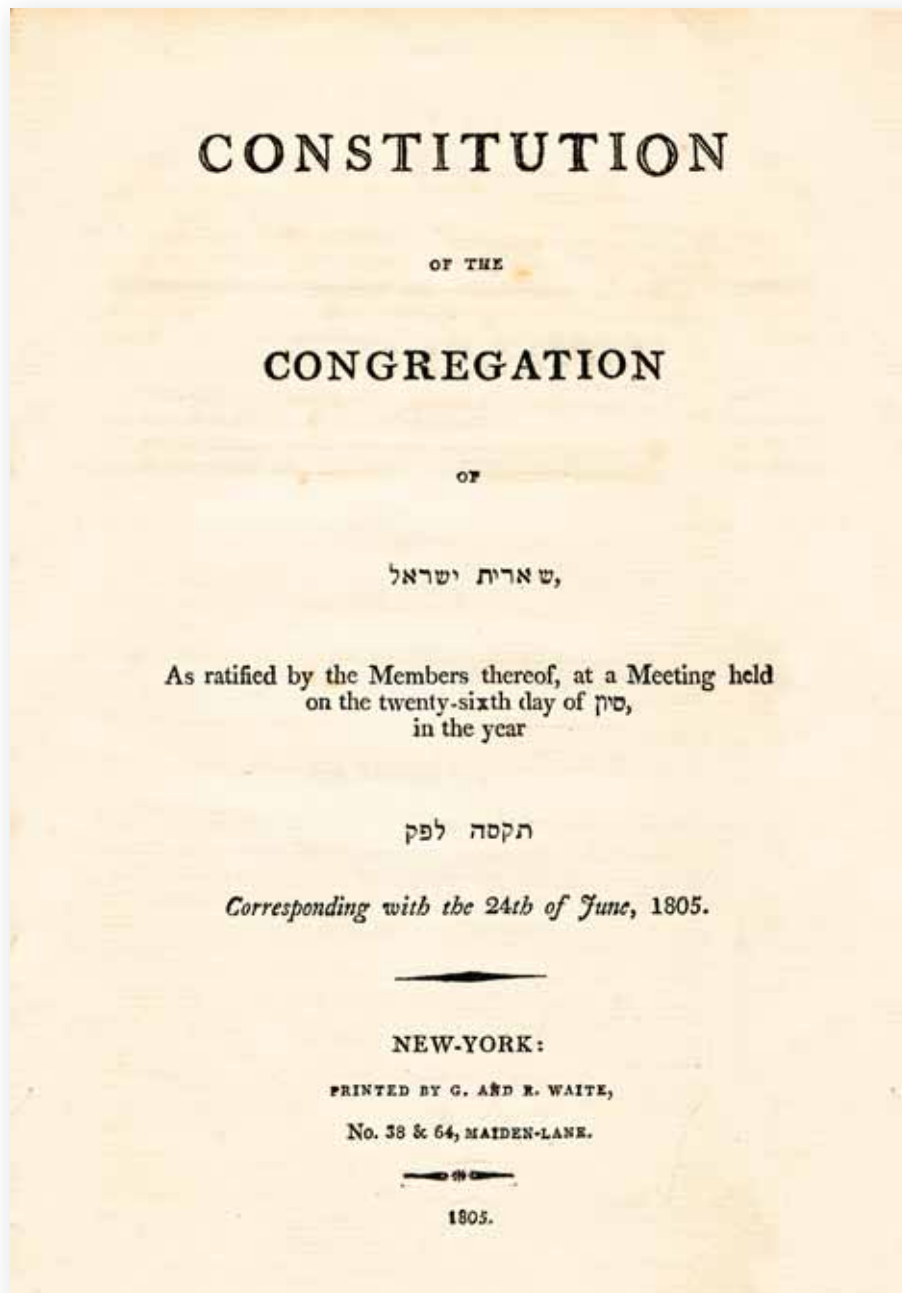 CONSTITUTION
OF THE
CONGREGATION
OF
שארית ישראל,
As ratified by the Members thereof, at a Meeting held
on the twenty-sixth day of סיון,
in the year
תקסה לפק
Corresponding with the 24th of June, 1805.
NEW-YORK:
PRINTED BY G. AND R. WAITE,
No. 38 & 64, MAIDEN-LANE.
1805.